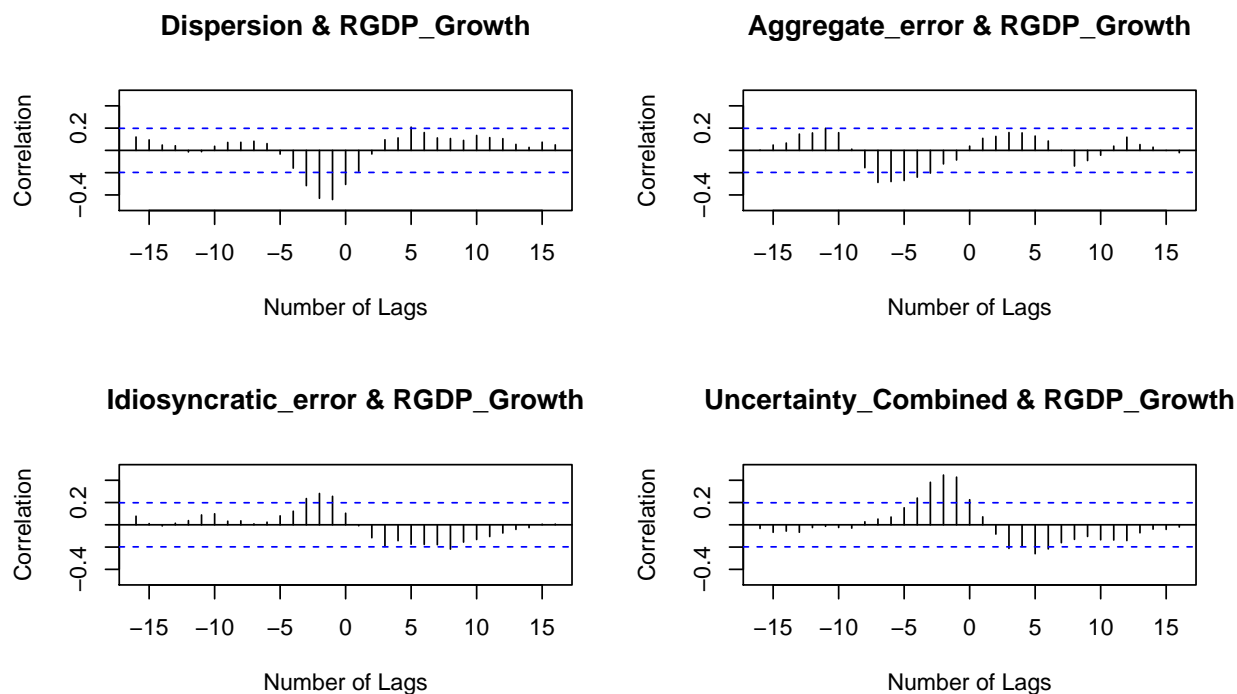 Dispersion & RGDP_Growth
Correlation
0.2
−0.4
−15 −10 −5 0 5 10 15
Number of Lags
Aggregate_error & RGDP_Growth
Correlation
0.2
−0.4
−15 −10 −5 0 5 10 15
Number of Lags
Idiosyncratic_error & RGDP_Growth
Correlation
0.2
−0.4
−15 −10 −5 0 5 10 15
Number of Lags
Uncertainty_Combined & RGDP_Growth
Correlation
0.2
−0.4
−15 −10 −5 0 5 10 15
Number of Lags